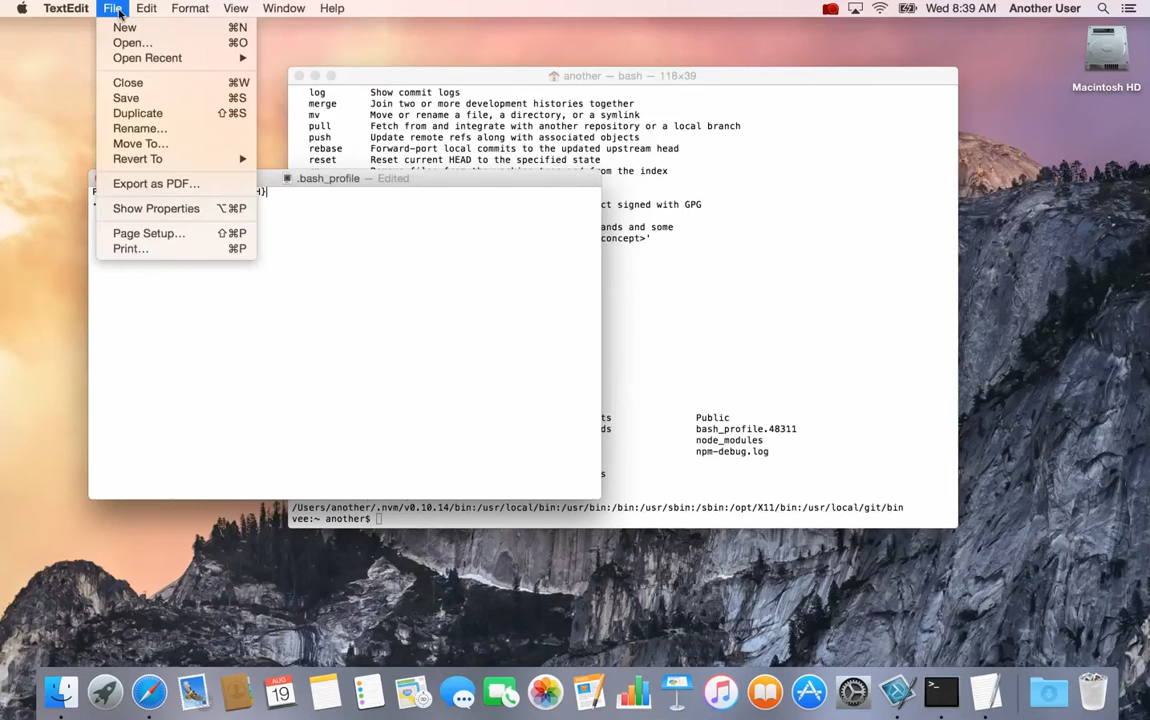 TextEdit File Edit Format View Window Help Wed 8:39 AM Another User
New ⌘N
Open... ⌘O
Open Recent
Close ⌘W
Save ⌘S
Duplicate ⇧⌘S
Rename...
Move To...
Revert To
Export as PDF...
Show Properties ⌥⌘P
Page Setup... ⇧⌘P
Print... ⌘P
Macintosh HD
another — bash — 118×39
log Show commit logs
merge Join two or more development histories together
mv Move or rename a file, a directory, or a symlink
pull Fetch from and integrate with another repository or a local branch
push Update remote refs along with associated objects
rebase Forward-port local commits to the updated upstream head
reset Reset current HEAD to the specified state
the index
.bash_profile — Edited
H}
ct signed with GPG
ands and some
concept>'
ts Public
ds bash_profile.48311
node_modules
npm-debug.log
s
/Users/another/.nvm/v0.10.14/bin:/usr/local/bin:/usr/bin:/bin:/usr/sbin:/sbin:/opt/X11/bin:/usr/local/git/bin
vee:~ another$
AUG
19
>_